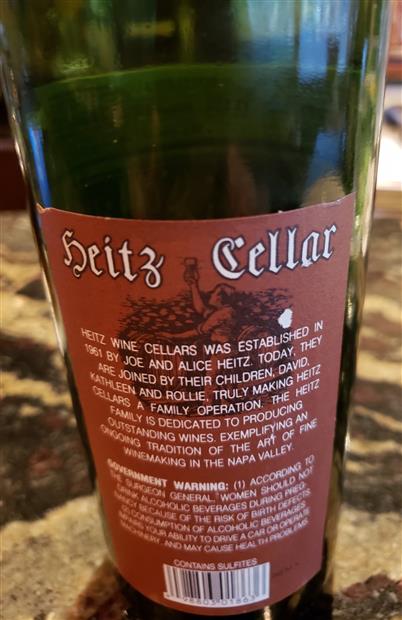 Heitz Cellar
HEITZ WINE CELLARS WAS ESTABLISHED IN
1961 BY JOE AND ALICE HEITZ. TODAY, THEY
ARE JOINED BY THEIR CHILDREN, DAVID,
KATHLEEN AND ROLLIE, TRULY MAKING HEITZ
CELLARS A FAMILY OPERATION. THE HEITZ
FAMILY IS DEDICATED TO PRODUCING
OUTSTANDING WINES. EXEMPLIFYING AN
ONGOING TRADITION OF THE ART OF FINE
WINEMAKING IN THE NAPA VALLEY.
GOVERNMENT WARNING: (1) ACCORDING TO
THE SURGEON GENERAL, WOMEN SHOULD NOT
DRINK ALCOHOLIC BEVERAGES DURING PREG-
NANCY BECAUSE OF THE RISK OF BIRTH DEFECTS.
(2) CONSUMPTION OF ALCOHOLIC BEVERAGES
IMPAIRS YOUR ABILITY TO DRIVE A CAR OR OPERATE
MACHINERY, AND MAY CAUSE HEALTH PROBLEMS.
CONTAINS SULFITES
98803 01863